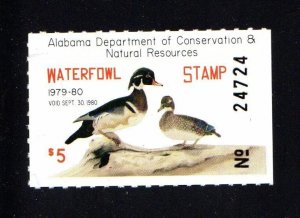 Alabama Department of Conservation &
Natural Resources
WATERFOWL STAMP
1979-80
VOID SEPT. 30, 1980
$5
No 24724